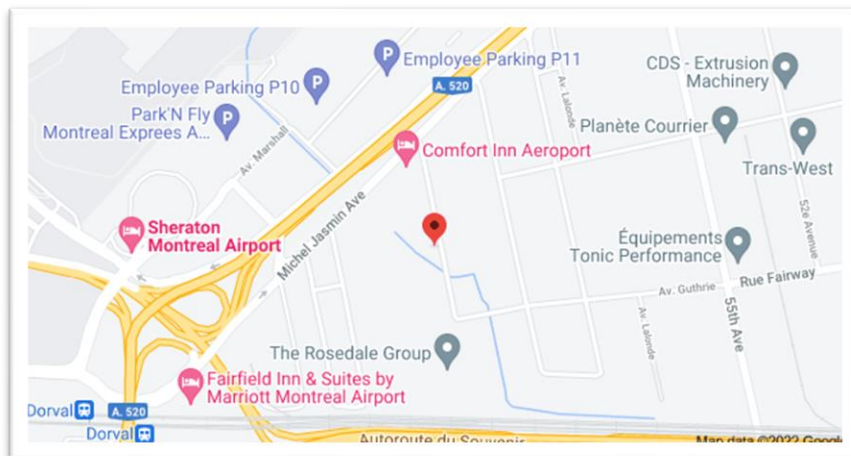 Employee Parking P11
CDS - Extrusion
Machinery
A. 520
Employee Parking P10
Park'N Fly
Montreal Exprees A...
Planète Courrier
Av. Lalonde
Comfort Inn Aeroport
Av. Marshall
Trans-West
Michel Jasmin Ave
52e Avenue
Sheraton
Montreal Airport
Équipements
Tonic Performance
Rue Fairway
Av. Guthrie
55th Ave
Av. Lalonde
The Rosedale Group
Fairfield Inn & Suites by
Marriott Montreal Airport
Dorval
A. 520
Dorval
Autoroute du Souvenir
Map data ©2022 Google